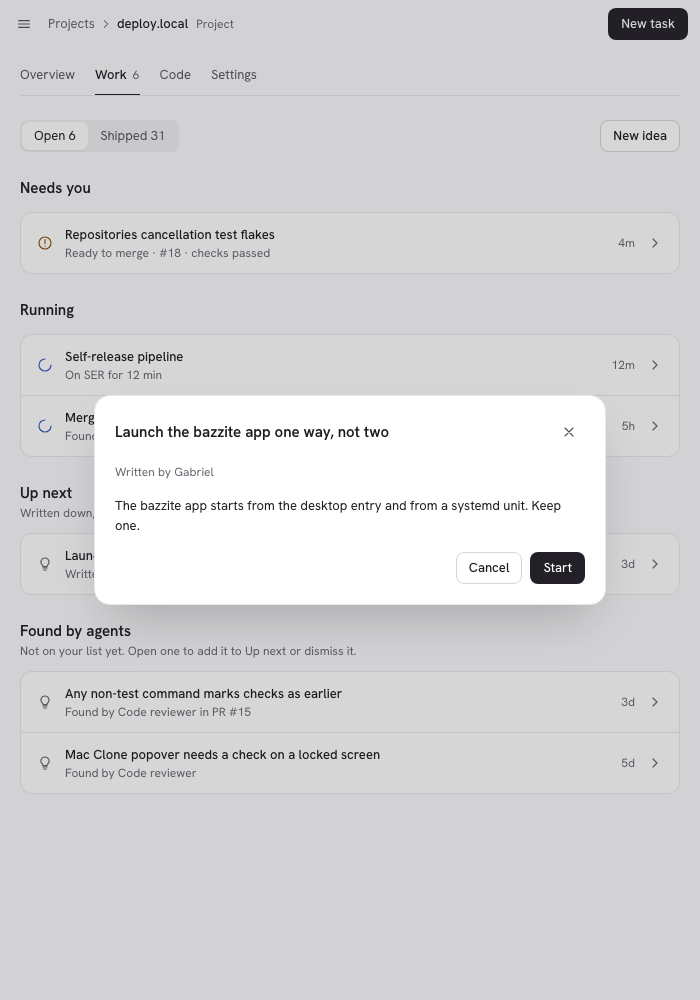 Projects > deploy.local Project
New task
Overview Work 6 Code Settings
Open 6 Shipped 31
New idea
Needs you
Repositories cancellation test flakes
Ready to merge · #18 · checks passed
4m
Running
Self-release pipeline
On SER for 12 min
12m
5h
Launch the bazzite app one way, not two
Written by Gabriel
The bazzite app starts from the desktop entry and from a systemd unit. Keep
one.
Cancel Start
Up next
Written down,
3d
Found by agents
Not on your list yet. Open one to add it to Up next or dismiss it.
Any non-test command marks checks as earlier
Found by Code reviewer in PR #15
3d
Mac Clone popover needs a check on a locked screen
Found by Code reviewer
5d